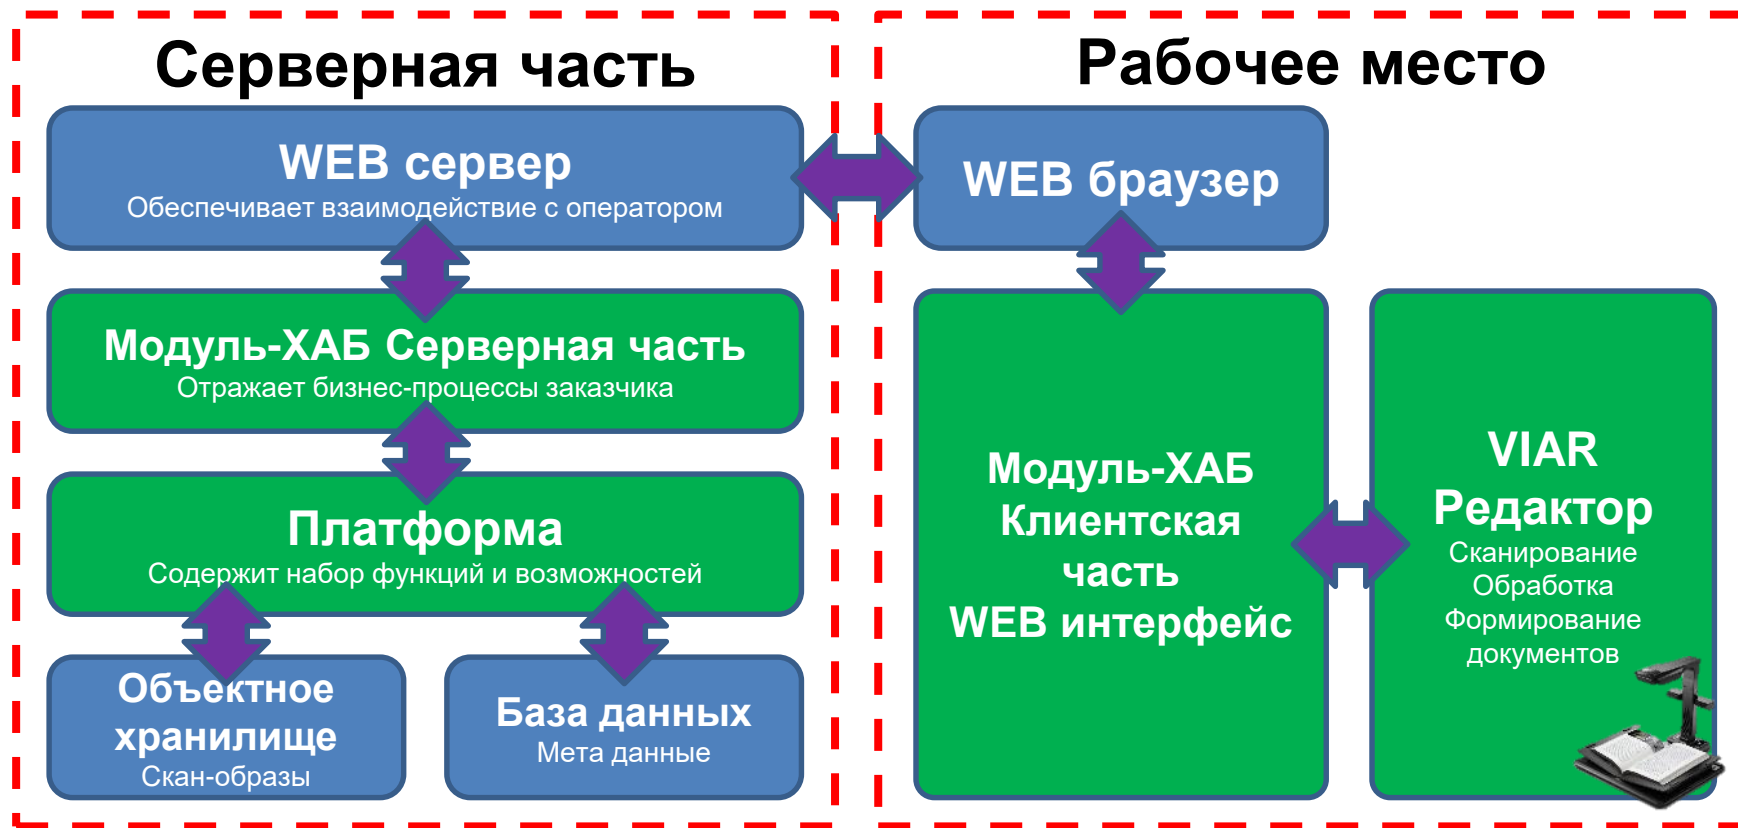 Серверная часть
WEB сервер
Обеспечивает взаимодействие с оператором
Модуль-ХАБ Серверная часть
Отражает бизнес-процессы заказчика
Платформа
Содержит набор функций и возможностей
Объектное
хранилище
Скан-образы
База данных
Мета данные
Рабочее место
WEB браузер
Модуль-ХАБ
Клиентская
часть
WEB интерфейс
VIAR
Редактор
Сканирование
Обработка
Формирование
документов